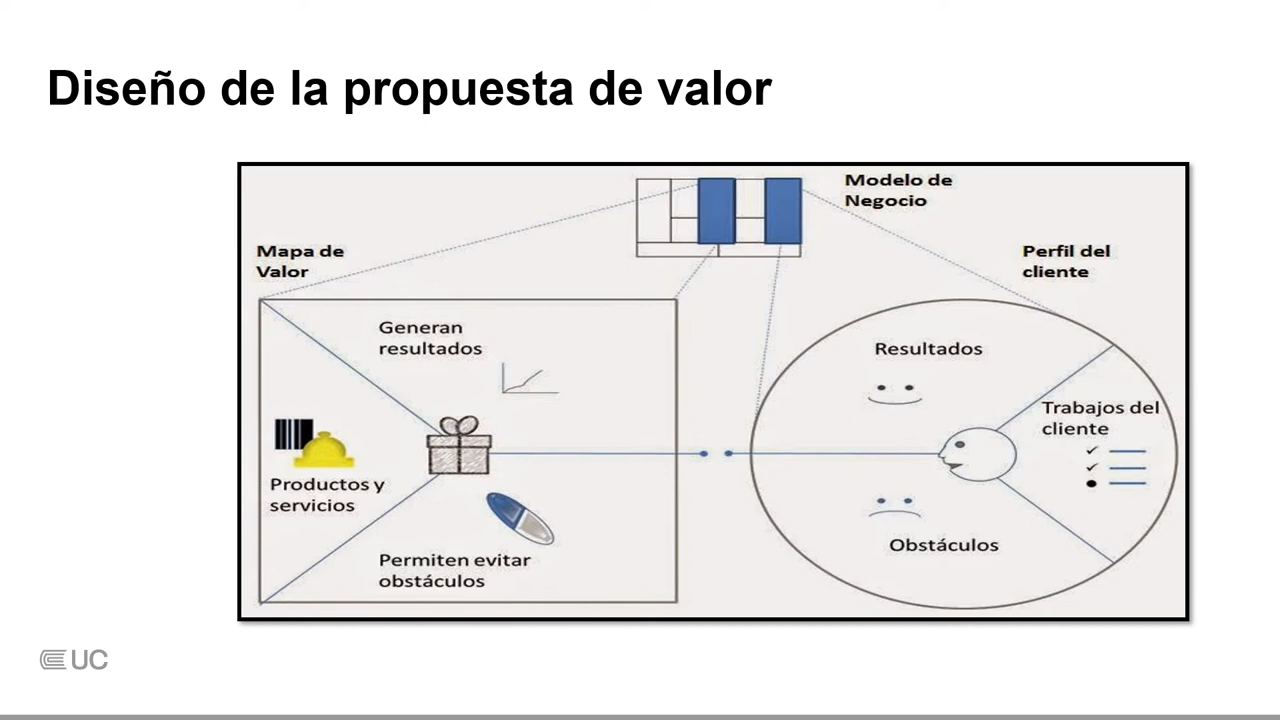 Diseño de la propuesta de valor
Modelo de
Negocio
Mapa de
Valor
Perfil del
cliente
Generan
resultados
Productos y
servicios
Permiten evitar
obstáculos
Resultados
Trabajos del
cliente
Obstáculos
UC